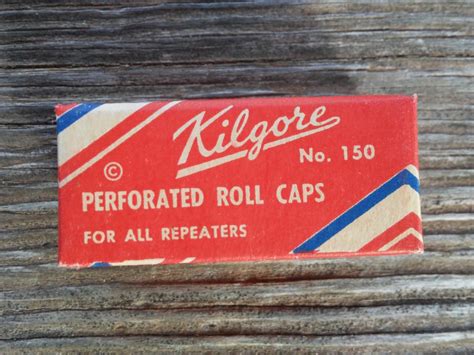 Kilgore
No. 150
©
PERFORATED ROLL CAPS
FOR ALL REPEATERS